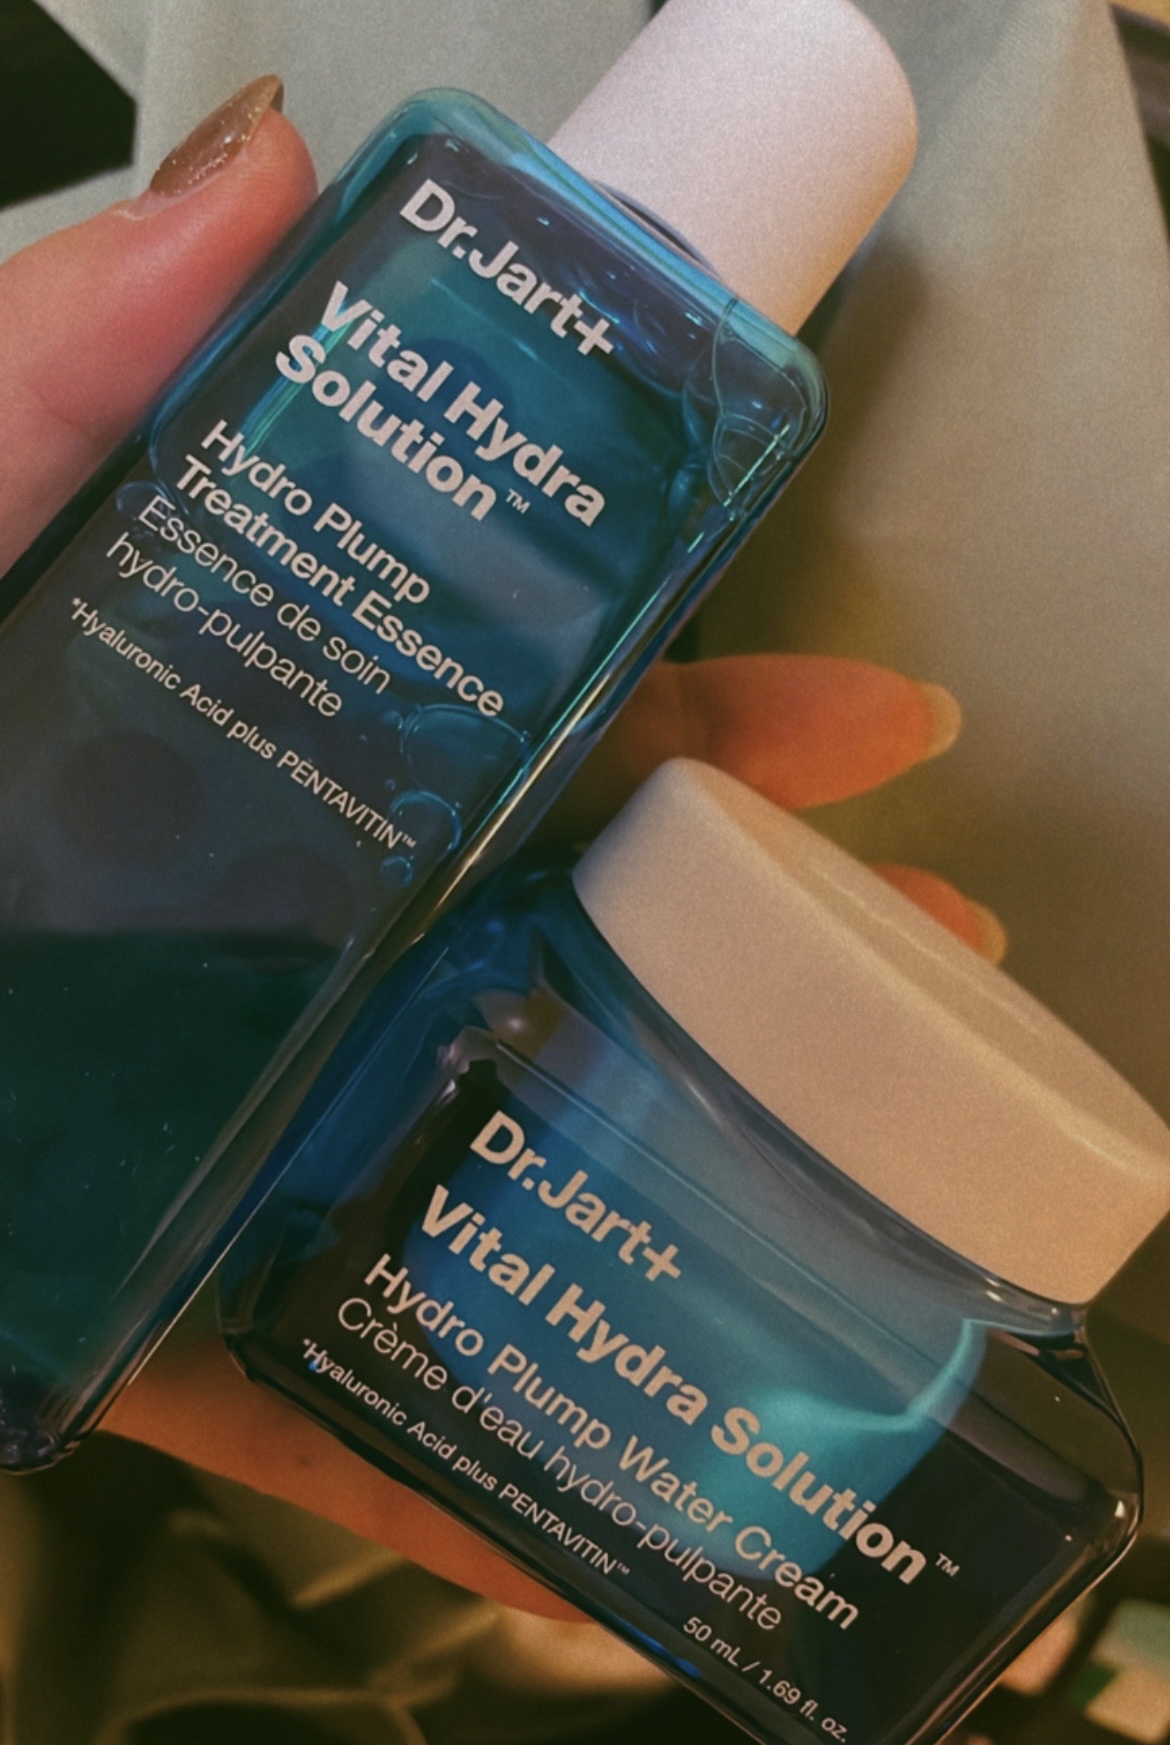 Dr.Jart+
Vital Hydra
Solution™
Hydro Plump
Treatment Essence
Essence de soin
hydro-pulpante
*Hyaluronic Acid plus PENTAVITIN™
Dr.Jart+
Vital Hydra Solution™
Hydro Plump Water Cream
Crème d'eau hydro-pulpante
*Hyaluronic Acid plus PENTAVITIN™
50 mL / 1.69 fl. oz.